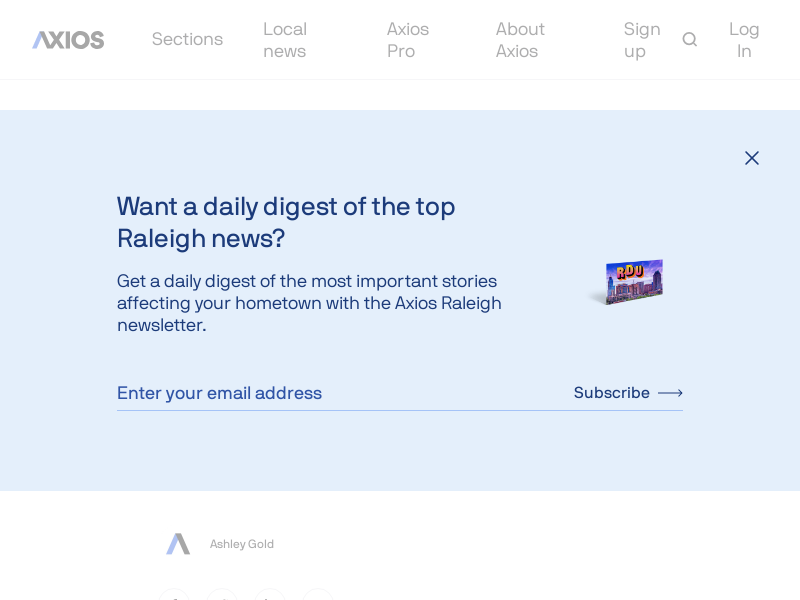 AXIOS
Sections
Local
news
Axios
Pro
About
Axios
Sign
up
Log
In
Want a daily digest of the top
Raleigh news?
RDU
Get a daily digest of the most important stories
affecting your hometown with the Axios Raleigh
newsletter.
Enter your email address
Subscribe
Ashley Gold